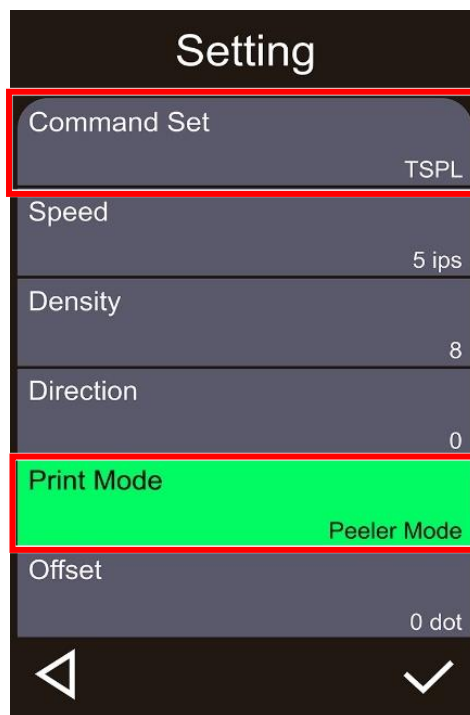 Setting
Command Set
TSPL
Speed
5 ips
Density
8
Direction
0
Print Mode
Peeler Mode
Offset
0 dot